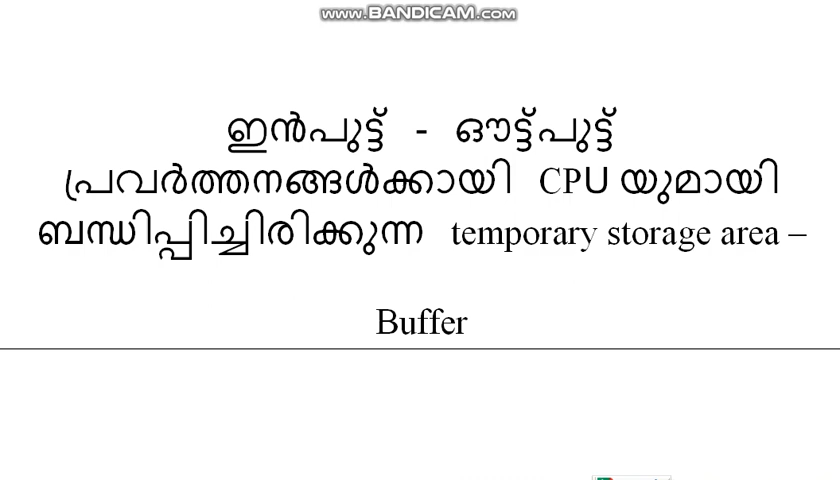 www.BANDICAM.com
ഇൻപുട്ട് - ഔട്ട്പുട്ട്
പ്രവർത്തനങ്ങൾക്കായി CPU യുമായി
ബന്ധിപ്പിച്ചിരിക്കുന്ന temporary storage area –
Buffer